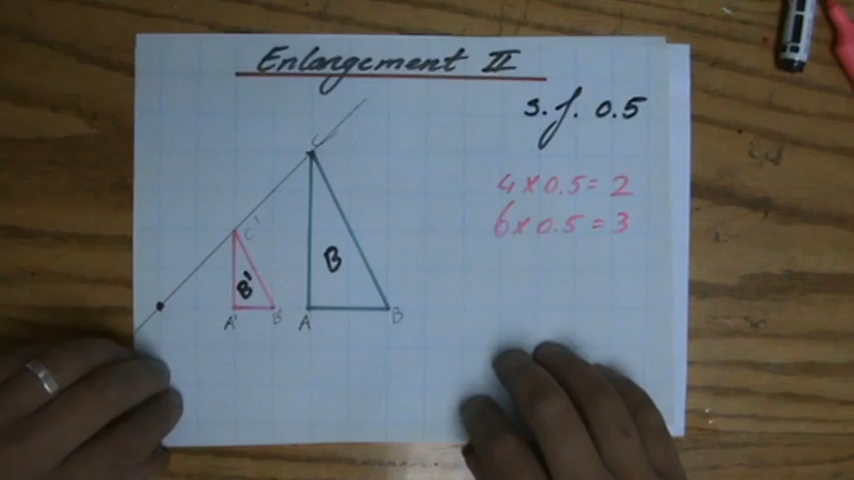 Enlargement II
s.f. 0.5
4 x 0.5 = 2
6 x 0.5 = 3
C
C'
B
B'
A' B' A B